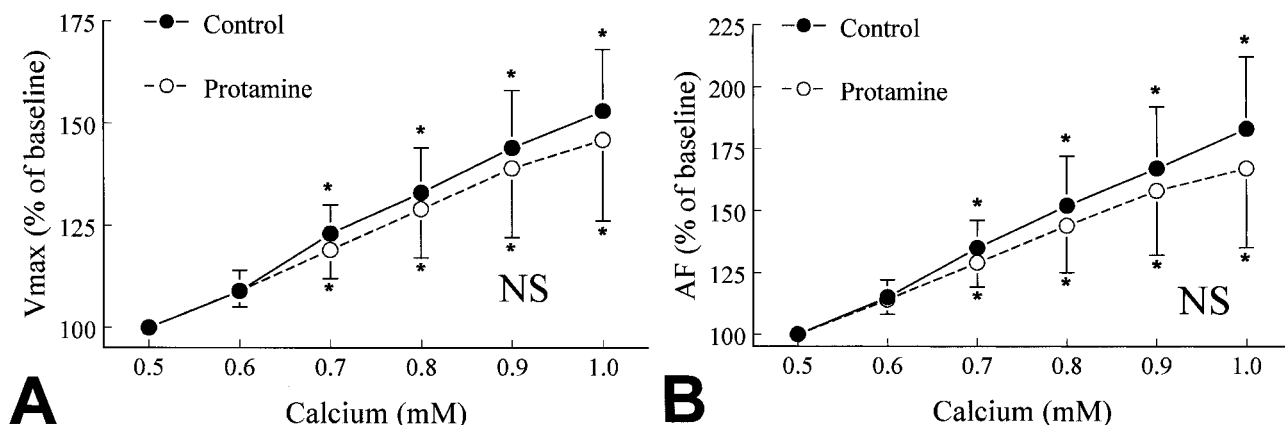 175
150
125
100
Vmax (% of baseline)
Control
Protamine
*
*
*
*
*
*
*
*
NS
0.5 0.6 0.7 0.8 0.9 1.0
Calcium (mM)
A
225
200
175
150
125
100
AF (% of baseline)
Control
Protamine
*
*
*
*
*
*
*
*
NS
0.5 0.6 0.7 0.8 0.9 1.0
Calcium (mM)
B